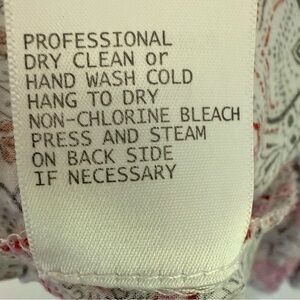 PROFESSIONAL
DRY CLEAN or
HAND WASH COLD
HANG TO DRY
NON-CHLORINE BLEACH
PRESS AND STEAM
ON BACK SIDE
IF NECESSARY